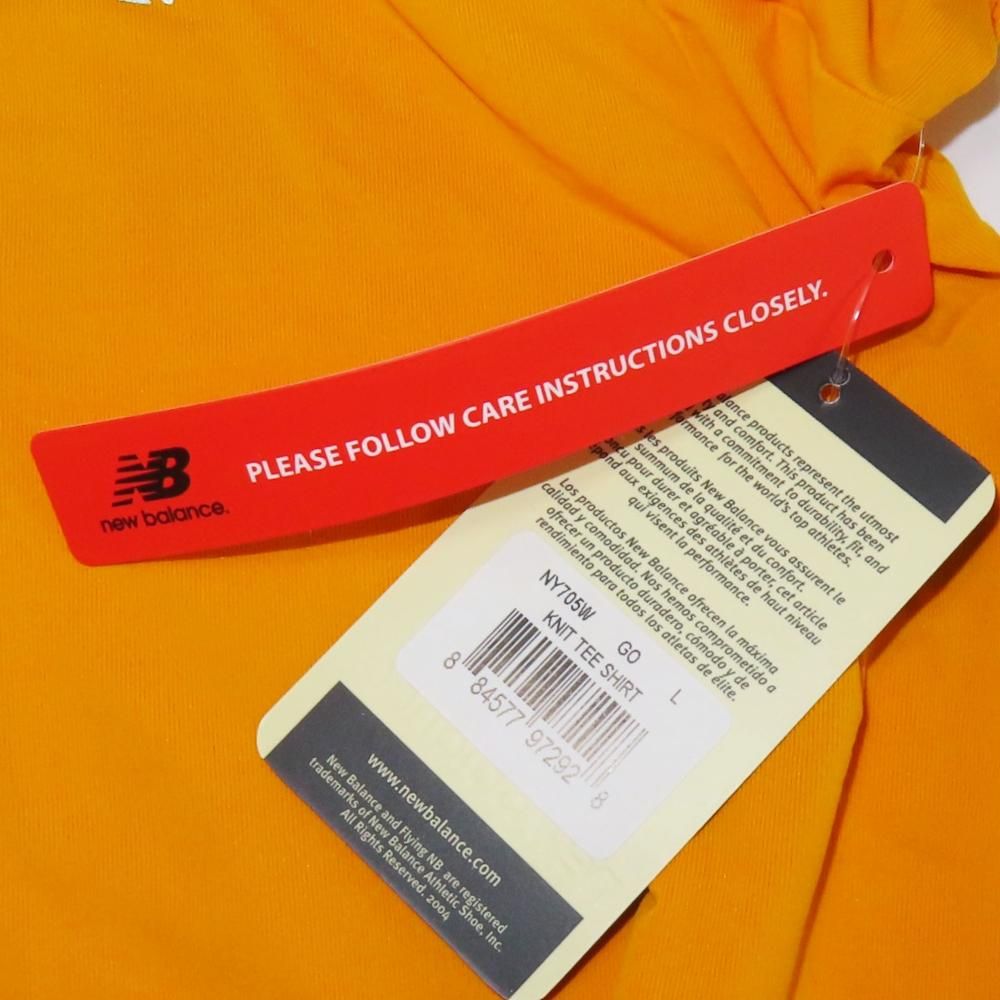 PLEASE FOLLOW CARE INSTRUCTIONS CLOSELY.
NB
new balance.
alance products represent the utmost
and comfort. This product has been
with a commitment to durability, fit, and
formance for the world's top athletes.
les produits New Balance vous assurent le
summum de la qualité et du confort.
pour durer et agréable à porter, cet article
aux exigences des athlètes de haut niveau
qui visent la performance.
Los productos New Balance ofrecen la máxima
calidad y comodidad. Nos hemos comprometido a
ofrecer un producto duradero, cómodo y de
rendimiento para todos los atletas de élite.
NY705W GO L
KNIT TEE SHIRT
8 84577 97292 8
www.newbalance.com
New Balance and Flying NB are registered
trademarks of New Balance Athletic Shoe, Inc.
All Rights Reserved. 2004